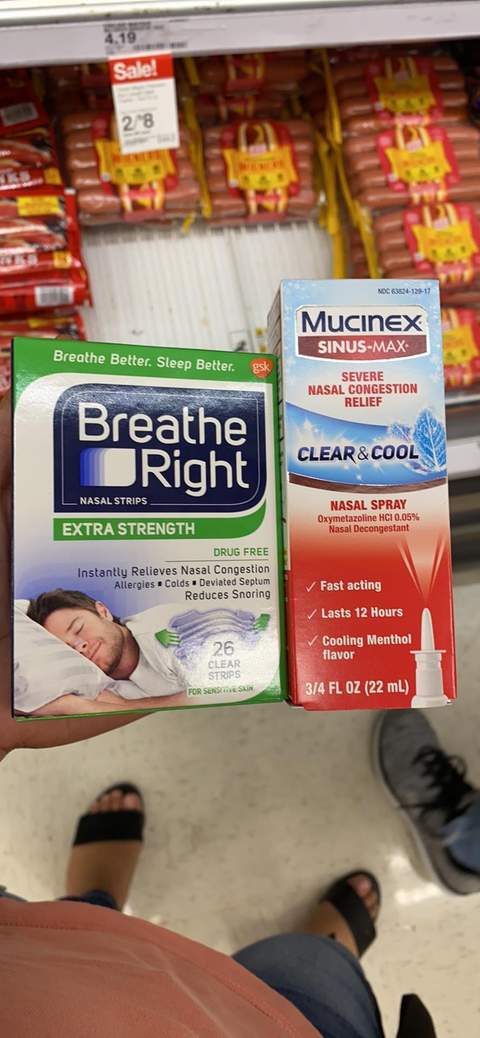 4.19
Sale!
2/$8
Breathe Better. Sleep Better.
gsk
Breathe
Right
NASAL STRIPS
EXTRA STRENGTH
DRUG FREE
Instantly Relieves Nasal Congestion
Allergies ▪ Colds ▪ Deviated Septum
Reduces Snoring
26
CLEAR
STRIPS
FOR SENSITIVE SKIN
NDC 63824-129-17
Mucinex
SINUS-MAX
SEVERE
NASAL CONGESTION
RELIEF
CLEAR & COOL
NASAL SPRAY
Oxymetazoline HCl 0.05%
Nasal Decongestant
✓ Fast acting
✓ Lasts 12 Hours
✓ Cooling Menthol
flavor
3/4 FL OZ (22 mL)